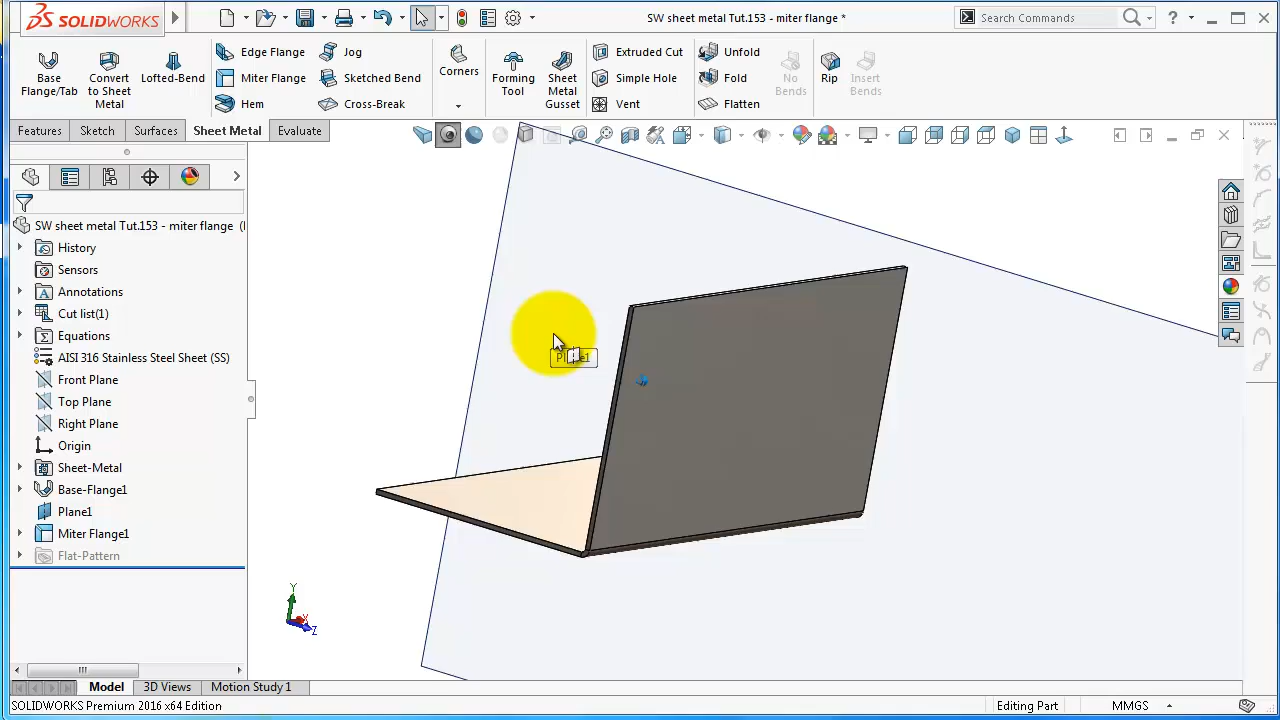 SOLIDWORKS
SW sheet metal Tut.153 - miter flange *
Search Commands
?
Base Flange/Tab
Convert to Sheet Metal
Lofted-Bend
Edge Flange
Miter Flange
Hem
Jog
Sketched Bend
Cross-Break
Corners
Forming Tool
Sheet Metal Gusset
Extruded Cut
Simple Hole
Vent
Unfold
Fold
Flatten
No Bends
Rip
Insert Bends
Features
Sketch
Surfaces
Sheet Metal
Evaluate
SW sheet metal Tut.153 - miter flange (
History
Sensors
Annotations
Cut list(1)
Equations
AISI 316 Stainless Steel Sheet (SS)
Front Plane
Top Plane
Right Plane
Origin
Sheet-Metal
Base-Flange1
Plane1
Miter Flange1
Flat-Pattern
Plane1
Y
X
Z
Model
3D Views
Motion Study 1
SOLIDWORKS Premium 2016 x64 Edition
Editing Part
MMGS